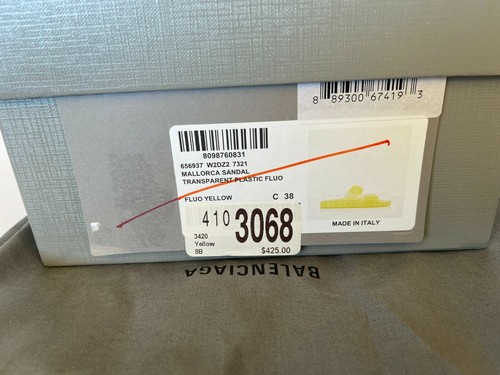 8 89300 67419 3
8098760831
656937 W2DZ2 7321
MALLORCA SANDAL
TRANSPARENT PLASTIC FLUO
FLUO YELLOW C 38
MADE IN ITALY
410 3068
3420
Yellow
8B $425.00
BALENCIAGA